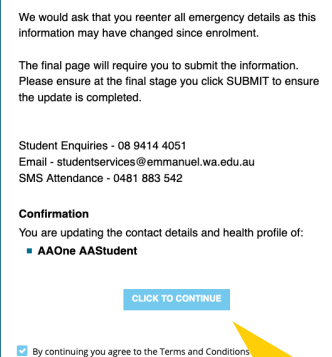 We would ask that you reenter all emergency details as this
information may have changed since enrolment.
The final page will require you to submit the information.
Please ensure at the final stage you click SUBMIT to ensure
the update is completed.
Student Enquiries - 08 9414 4051
Email - studentservices@emmanuel.wa.edu.au
SMS Attendance - 0481 883 542
Confirmation
You are updating the contact details and health profile of:
AAOne AAStudent
CLICK TO CONTINUE
By continuing you agree to the Terms and Conditions